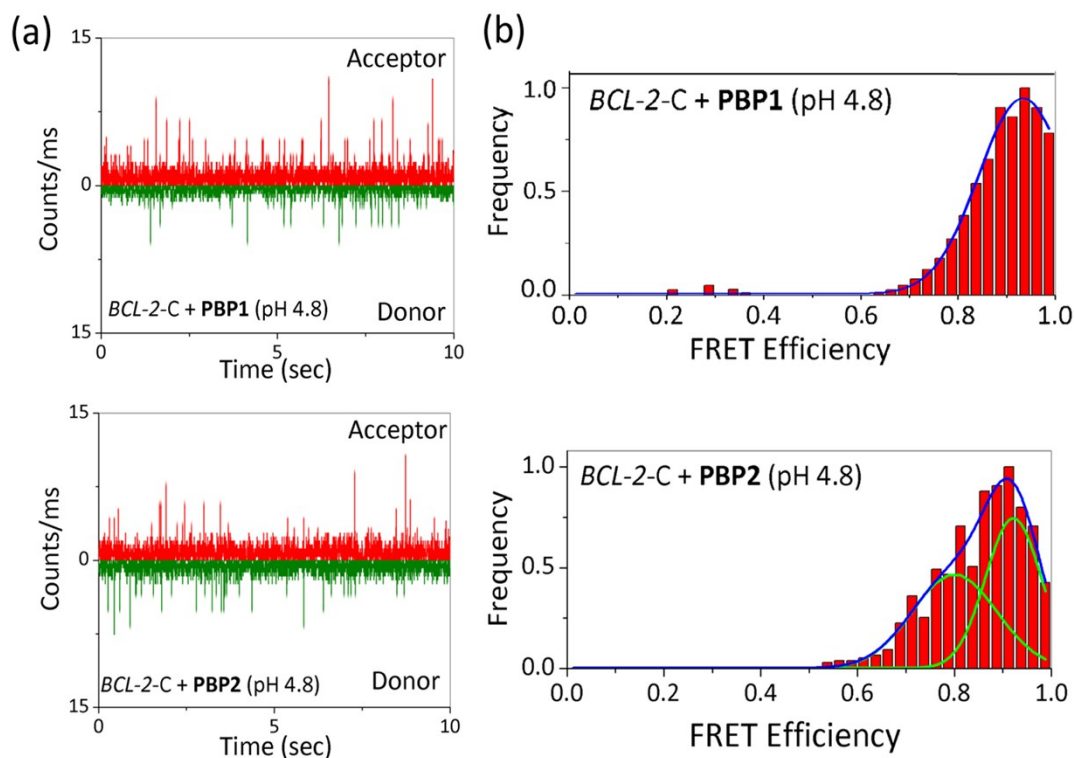 (a)
15
Acceptor
Counts/ms
0
BCL-2-C + PBP1 (pH 4.8)
Donor
15
0
5
10
Time (sec)
15
Acceptor
Counts/ms
0
BCL-2-C + PBP2 (pH 4.8)
Donor
15
0
5
10
Time (sec)
(b)
BCL-2-C + PBP1 (pH 4.8)
Frequency
1.0
0.5
0.0
0.0 0.2 0.4 0.6 0.8 1.0
FRET Efficiency
BCL-2-C + PBP2 (pH 4.8)
Frequency
1.0
0.5
0.0
0.0 0.2 0.4 0.6 0.8 1.0
FRET Efficiency